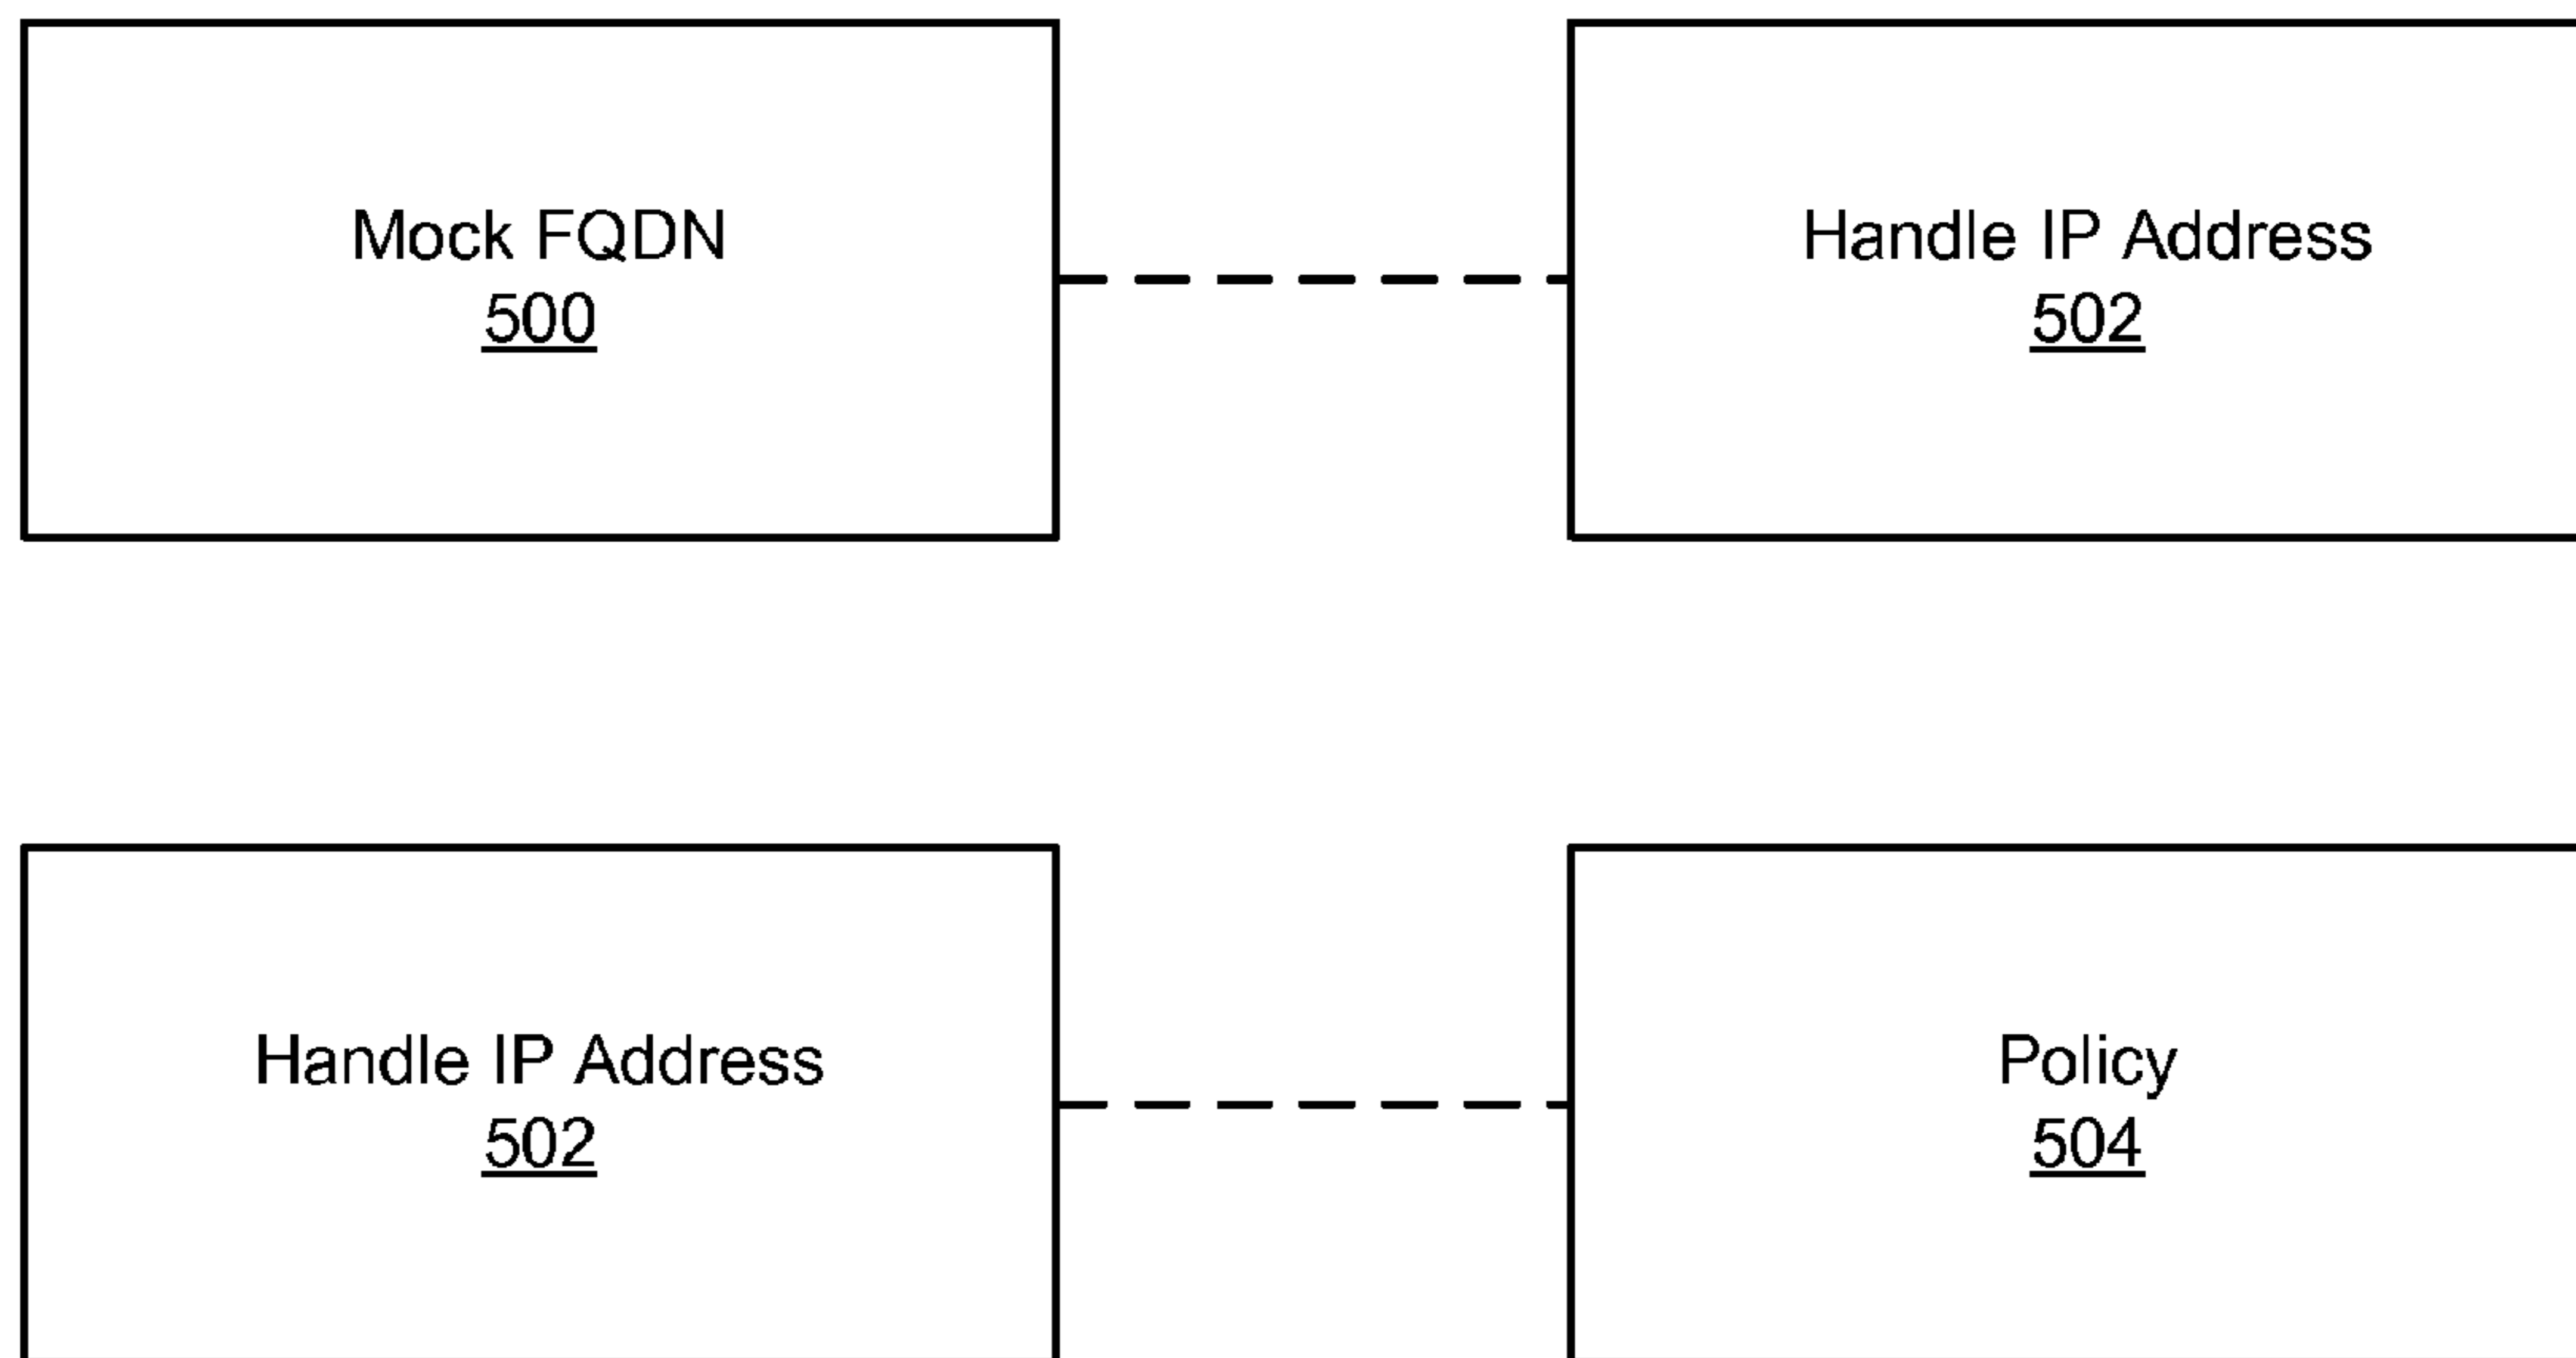 Mock FQDN
500
Handle IP Address
502
Handle IP Address
502
Policy
504